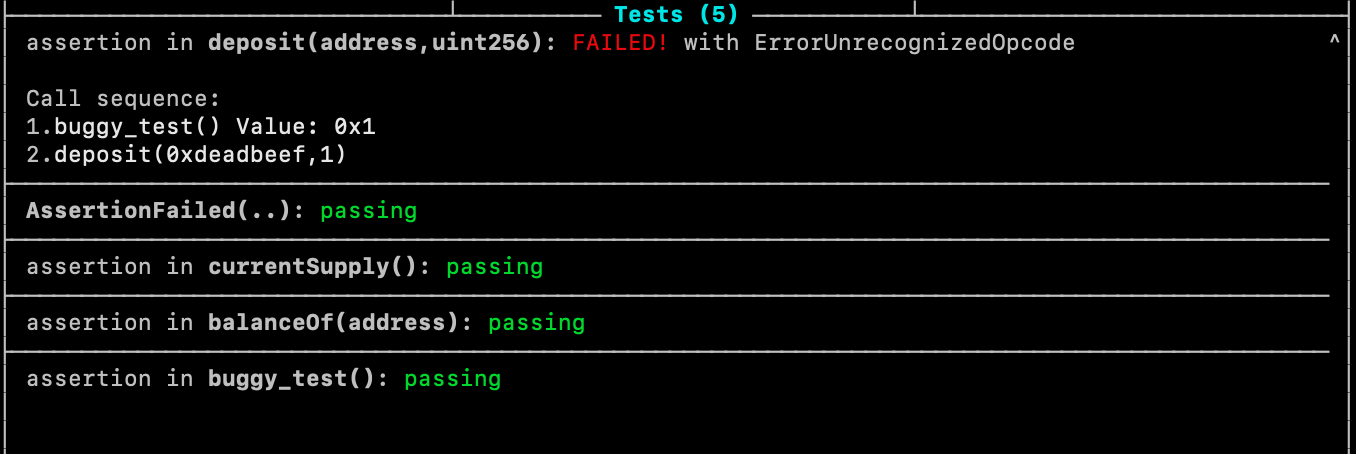 Tests (5)
assertion in deposit(address,uint256): FAILED! with ErrorUnrecognizedOpcode ^
Call sequence:
1.buggy_test() Value: 0x1
2.deposit(0xdeadbeef,1)
AssertionFailed(..): passing
assertion in currentSupply(): passing
assertion in balanceOf(address): passing
assertion in buggy_test(): passing